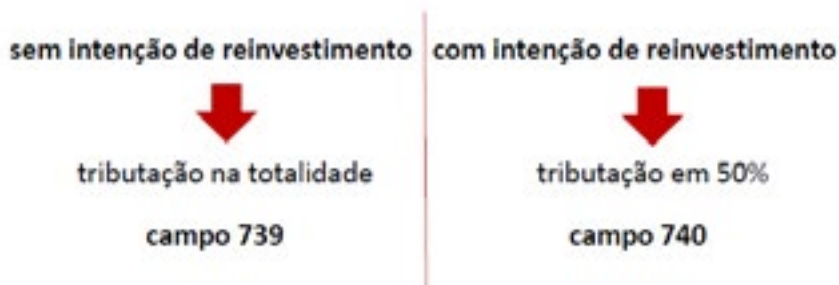 sem intenção de reinvestimento
tributação na totalidade
campo 739
com intenção de reinvestimento
tributação em 50%
campo 740